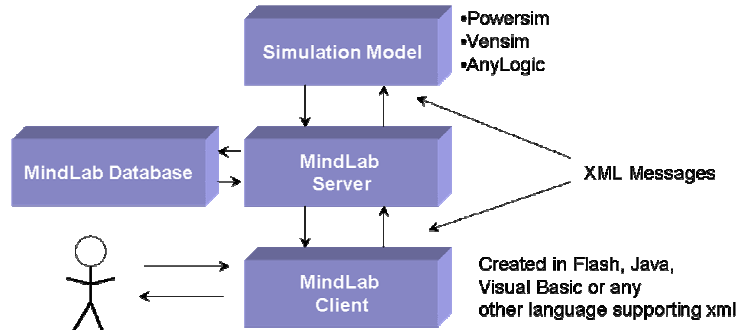 Simulation Model
•Powersim
•Vensim
•AnyLogic
MindLab Database
MindLab
Server
XML Messages
MindLab
Client
Created in Flash, Java,
Visual Basic or any
other language supporting xml